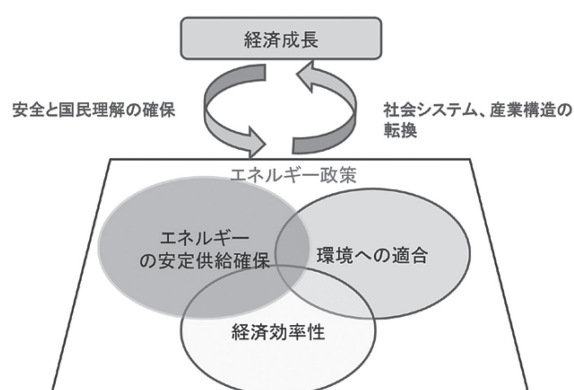 経済成長
安全と国民理解の確保
社会システム、産業構造の
転換
エネルギー政策
エネルギー
の安定供給確保
環境への適合
経済効率性